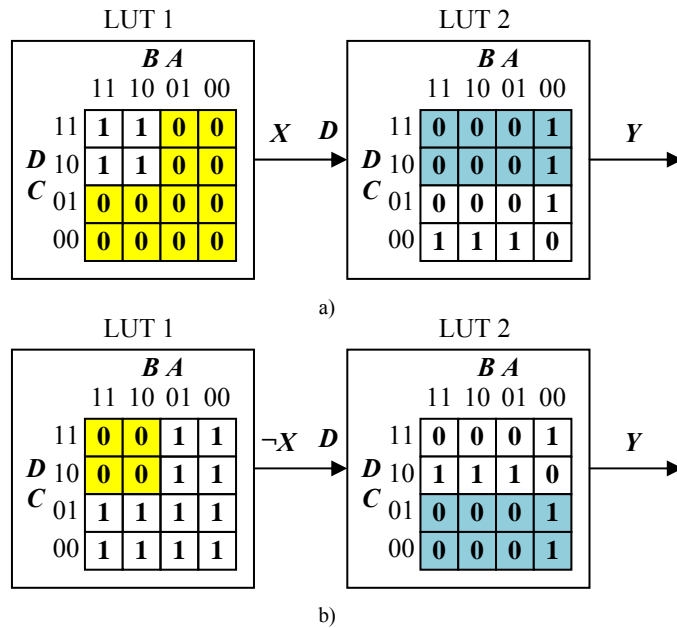 LUT 1 LUT 2
B A B A
11 10 01 00 11 10 01 00
11 1 1 0 0 X D 11 0 0 0 1 Y
D 10 1 1 0 0 D 10 0 0 0 1
C 01 0 0 0 0 C 01 0 0 0 1
00 0 0 0 0 00 1 1 1 0
a)
LUT 1 LUT 2
B A B A
11 10 01 00 11 10 01 00
11 0 0 1 1 ¬X D 11 0 0 0 1 Y
D 10 0 0 1 1 D 10 1 1 1 0
C 01 1 1 1 1 C 01 0 0 0 1
00 1 1 1 1 00 0 0 0 1
b)